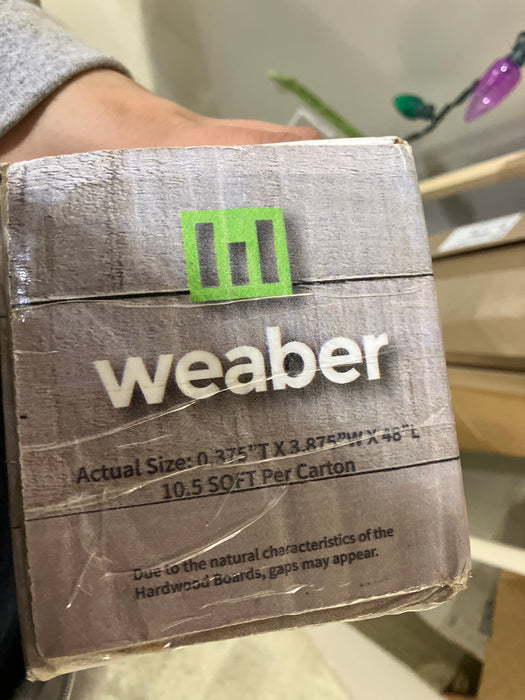 weaber
Actual Size: 0.375"T X 3.875"W X 48"L
10.5 SQFT Per Carton
Due to the natural characteristics of the
Hardwood Boards, gaps may appear.